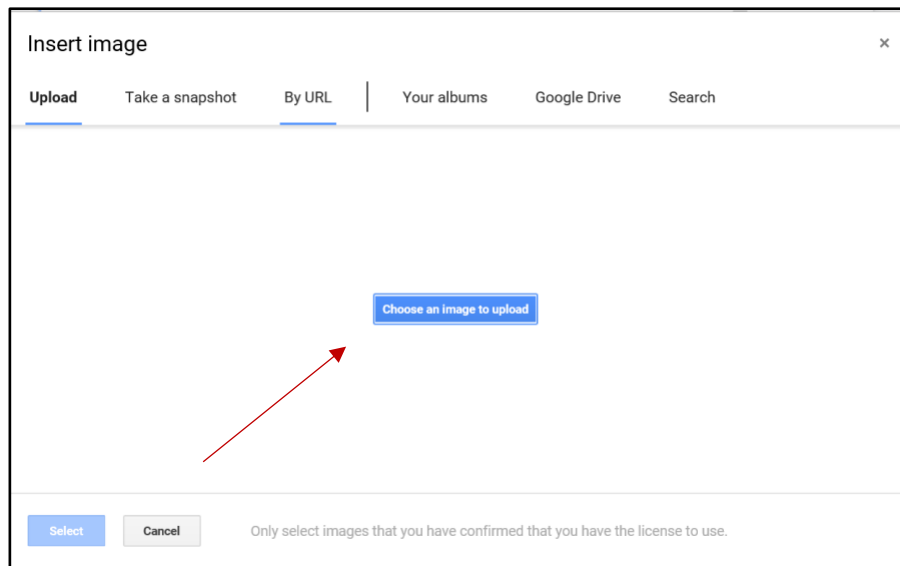 Insert image ×
Upload Take a snapshot By URL Your albums Google Drive Search
Choose an image to upload
Select Cancel Only select images that you have confirmed that you have the license to use.